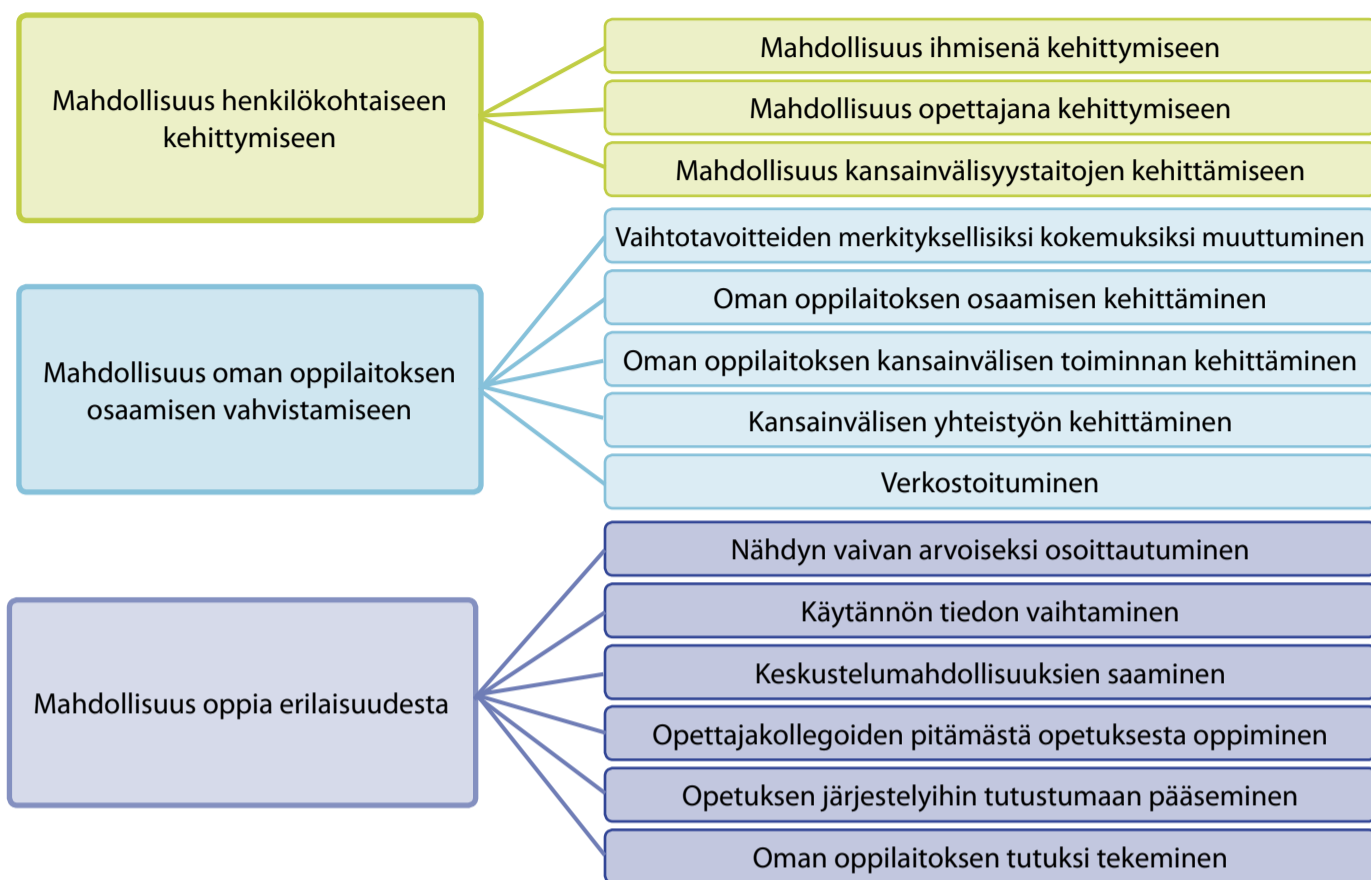 Mahdollisuus henkilökohtaiseen
kehittymiseen
Mahdollisuus ihmisenä kehittymiseen
Mahdollisuus opettajana kehittymiseen
Mahdollisuus kansainvälisyystaitojen kehittämiseen
Mahdollisuus oman oppilaitoksen
osaamisen vahvistamiseen
Vaihtotavoitteiden merkityksellisiksi kokemuksiksi muuttuminen
Oman oppilaitoksen osaamisen kehittäminen
Oman oppilaitoksen kansainvälisen toiminnan kehittäminen
Kansainvälisen yhteistyön kehittäminen
Verkostoituminen
Mahdollisuus oppia erilaisuudesta
Nähdyn vaivan arvoiseksi osoittautuminen
Käytännön tiedon vaihtaminen
Keskustelumahdollisuuksien saaminen
Opettajakollegoiden pitämästä opetuksesta oppiminen
Opetuksen järjestelyihin tutustumaan pääseminen
Oman oppilaitoksen tutuksi tekeminen